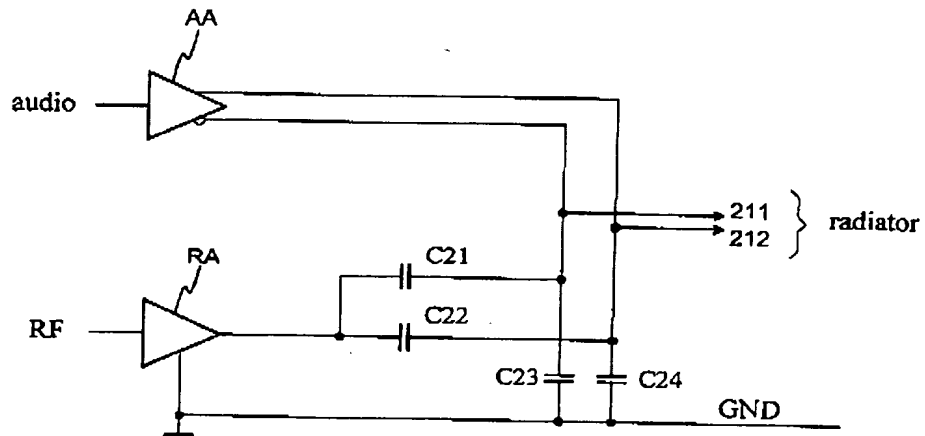 AA
audio
211
212
radiator
C21
RA
C22
RF
C23
C24
GND